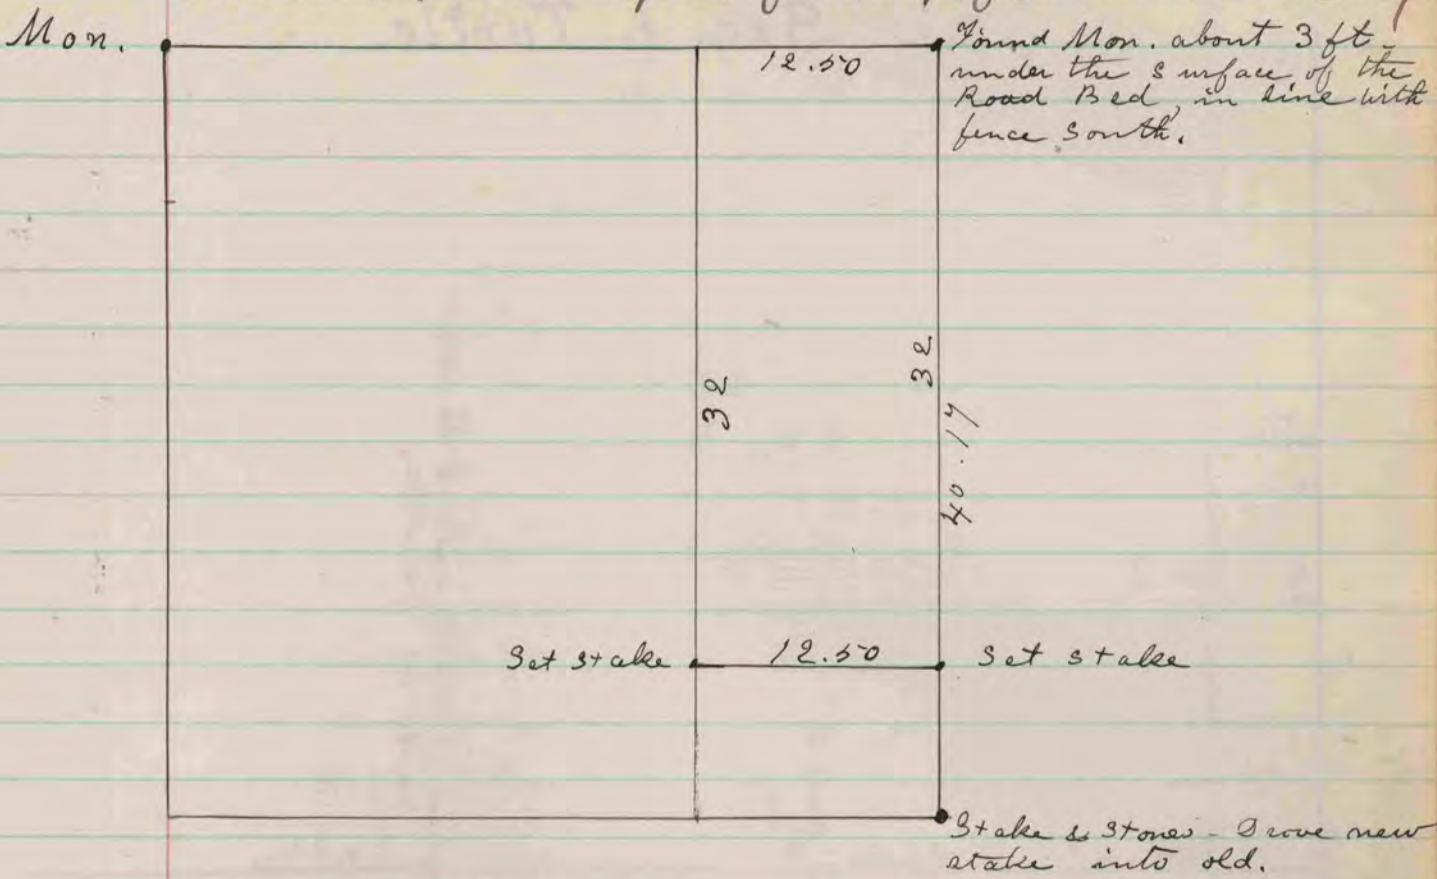 Mon.
12.50
Found Mon. about 3 ft.
under the surface of the
Road Bed, in line with
fence South.
32
32
40.17
Set stake
12.50
Set stake
Stake & Stones - Drove new
stake into old.